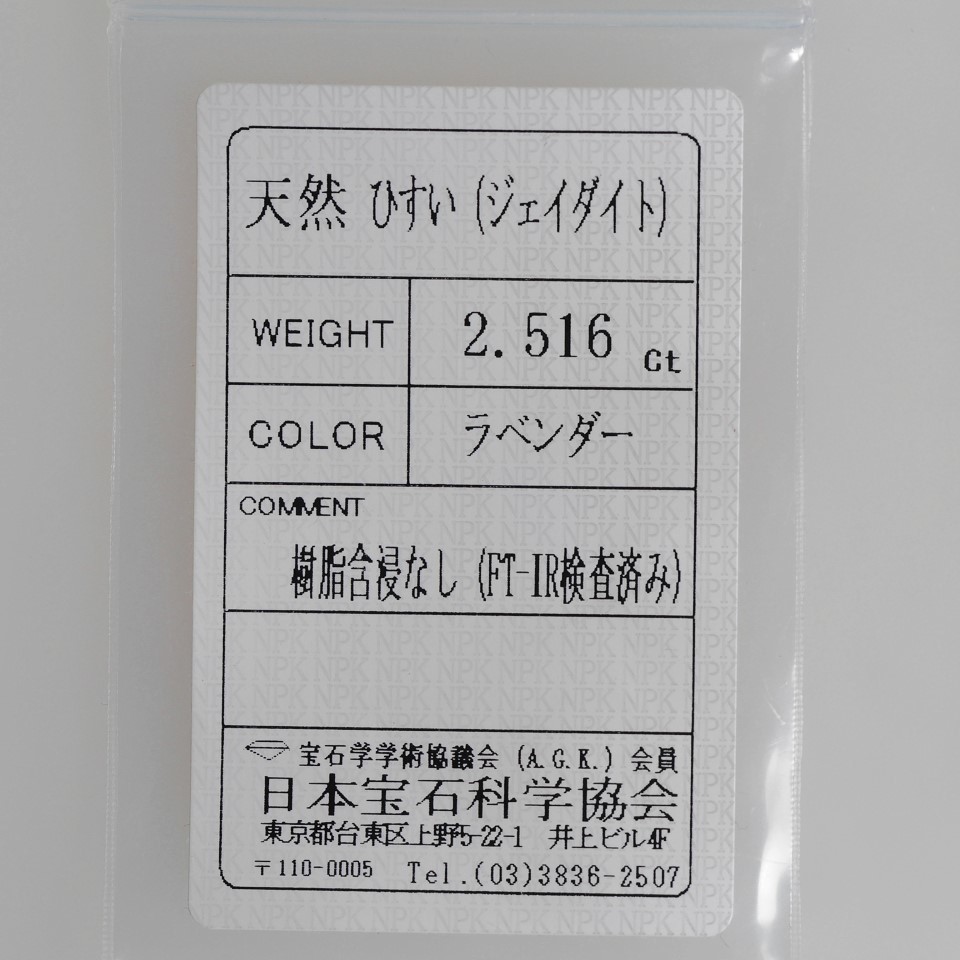 天然 ひすい (ジェイダイト)
WEIGHT 2.516 ct
COLOR ラベンダー
COMMENT
樹脂含浸なし (FT-IR検査済み)
宝石学学術協議会 (A.G.K.) 会員
日本宝石科学協会
東京都台東区上野5-22-1 井上ビル4F
〒110-0005 Tel.(03)3836-2507
NPK